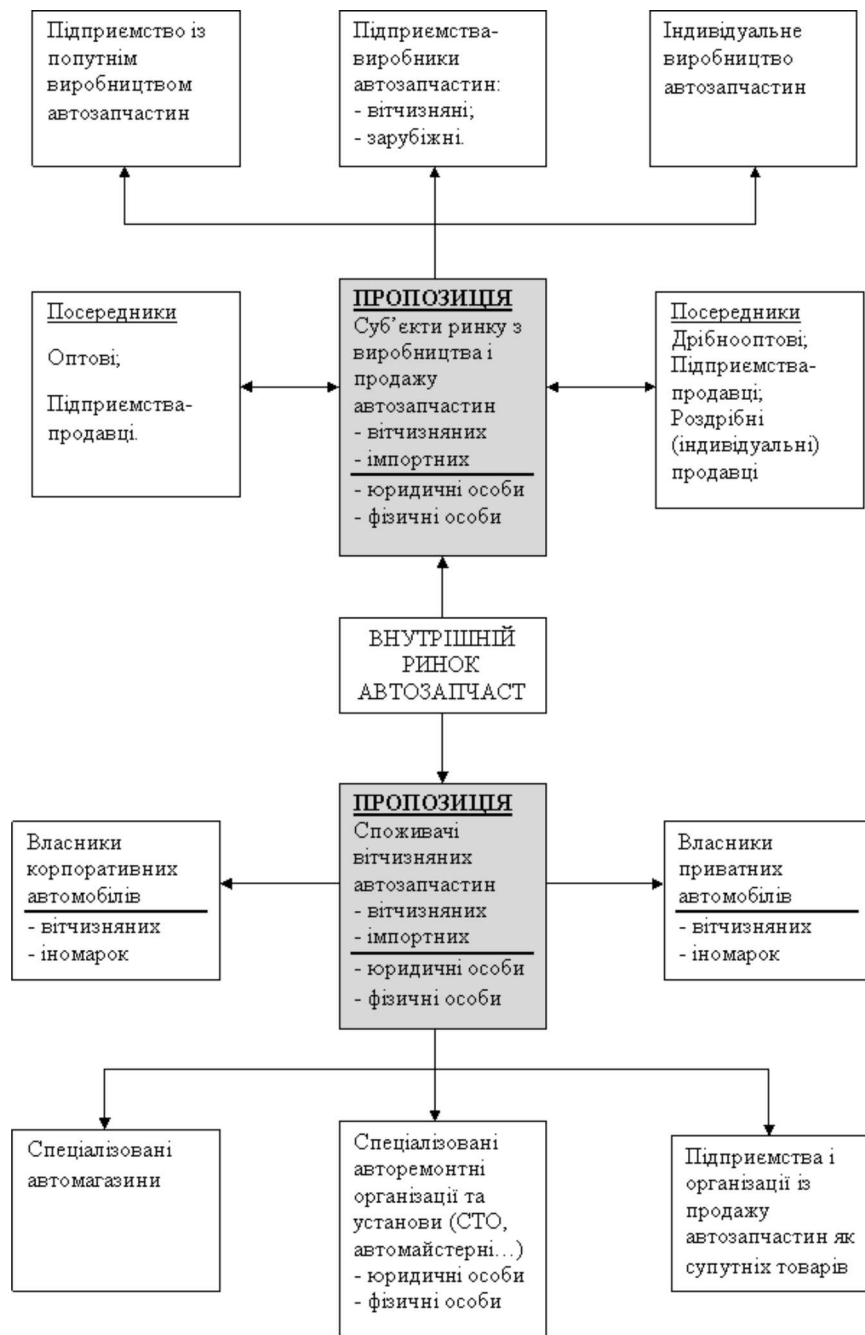 Підприємство із
попутнім
виробництвом
автозапчастин
Підприємства-
виробники
автозапчастин:
- вітчизняні;
- зарубіжні.
Індивідуальне
виробництво
автозапчастин
Посередники
Оптові;
Підприємства-
продавці.
ПРОПОЗИЦІЯ
Суб’єкти ринку з
виробництва і
продажу
автозапчастин
- вітчизняних
- імпортних
- юридичні особи
- фізичні особи
Посередники
Дрібнооптові;
Підприємства-
продавці;
Роздрібні
(індивідуальні)
продавці
ВНУТРІШНІЙ
РИНОК
АВТОЗАПЧАСТ
Власники
корпоративних
автомобілів
- вітчизняних
- іномарок
ПРОПОЗИЦІЯ
Споживачі
вітчизняних
автозапчастин
- вітчизняних
- імпортних
- юридичні особи
- фізичні особи
Власники
приватних
автомобілів
- вітчизняних
- іномарок
Спеціалізовані
автомагазини
Спеціалізовані
авторемонтні
організації та
установи (СТО,
автомайстерні...)
- юридичні особи
- фізичні особи
Підприємства і
організації із
продажу
автозапчастин як
супутніх товарів